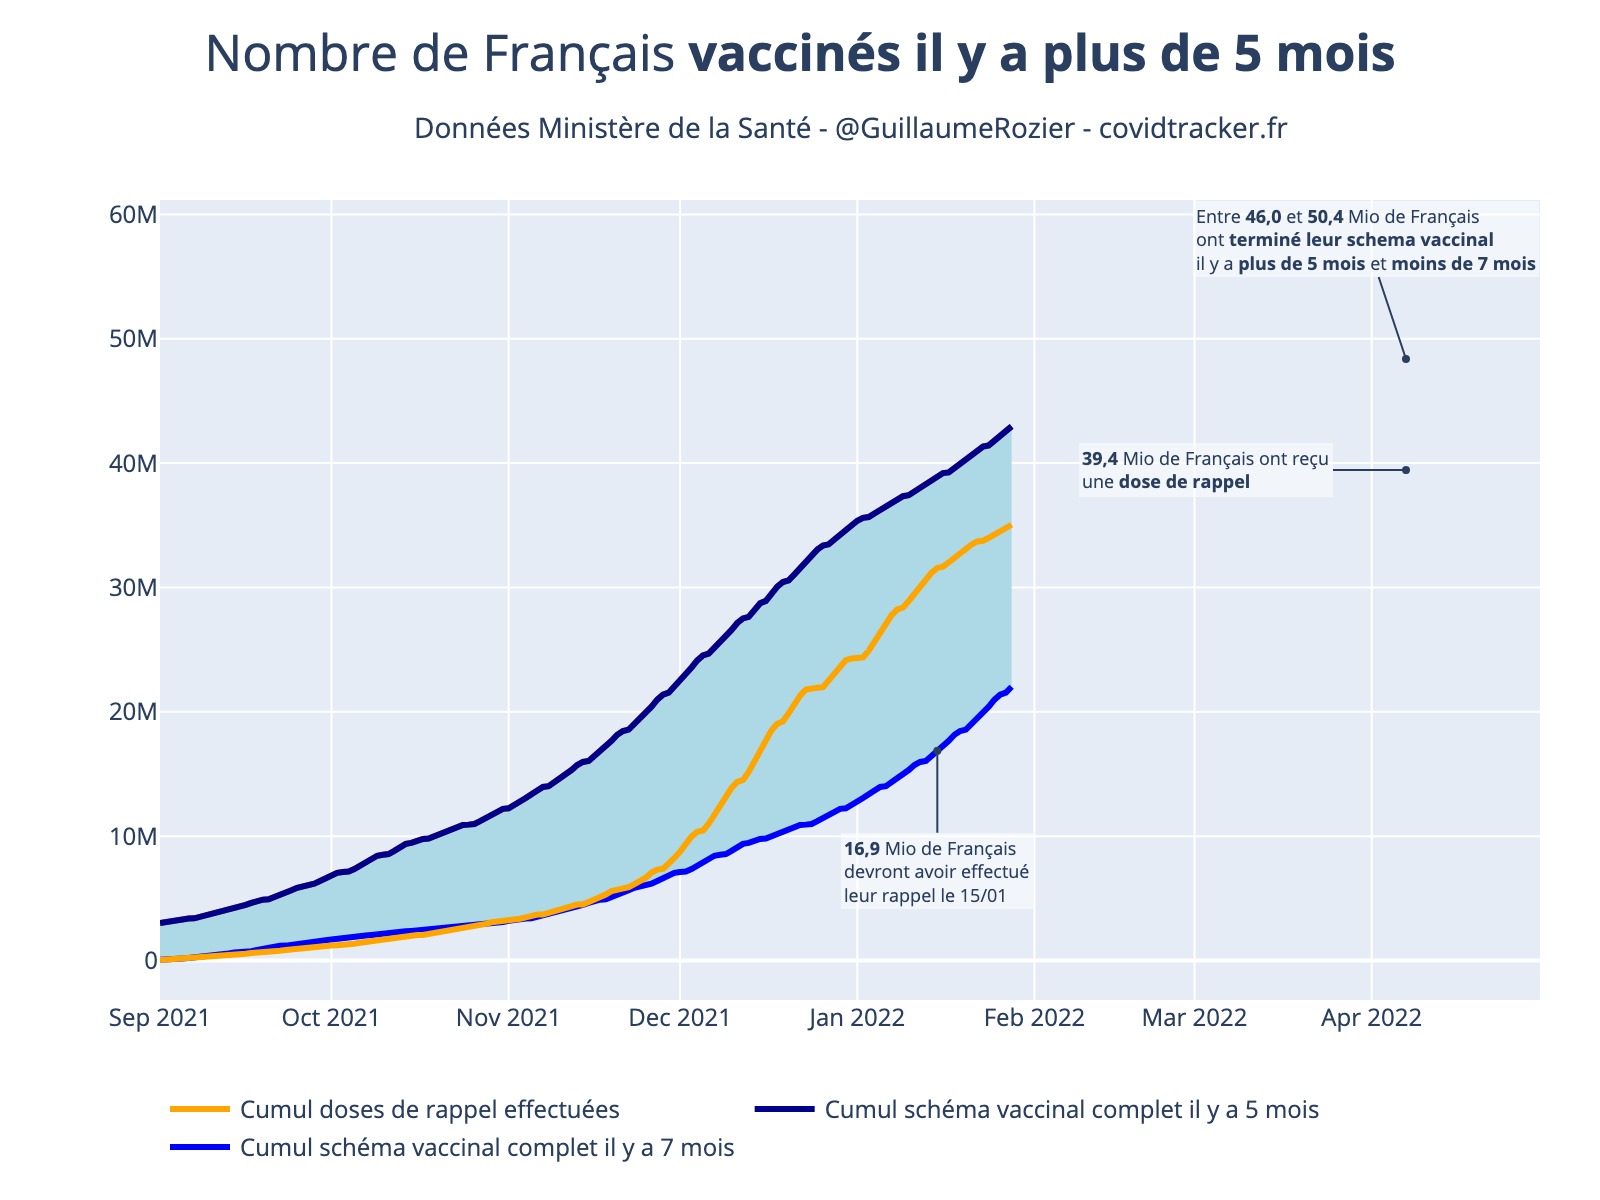 Nombre de Français vaccinés il y a plus de 5 mois
Données Ministère de la Santé - @GuillaumeRozier - covidtracker.fr
60M
Entre 46,0 et 50,4 Mio de Français
ont terminé leur schema vaccinal
il y a plus de 5 mois et moins de 7 mois
50M
40M
39,4 Mio de Français ont reçu
une dose de rappel
30M
20M
10M
16,9 Mio de Français
devront avoir effectué
leur rappel le 15/01
0
Sep 2021 Oct 2021 Nov 2021 Dec 2021 Jan 2022 Feb 2022 Mar 2022 Apr 2022
Cumul doses de rappel effectuées Cumul schéma vaccinal complet il y a 5 mois
Cumul schéma vaccinal complet il y a 7 mois